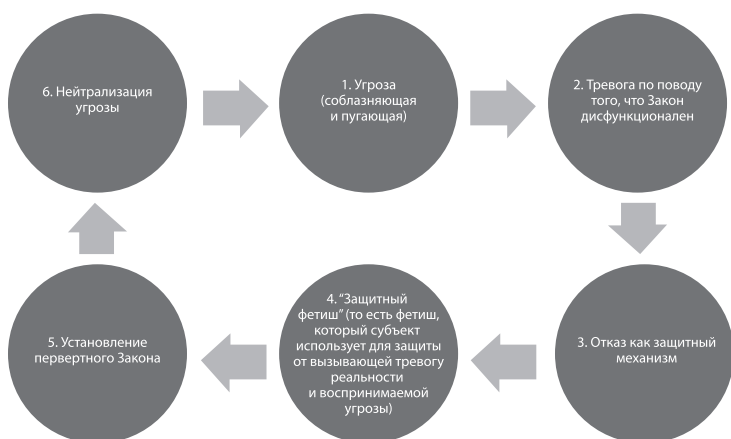 6. Нейтрализация
угрозы
1. Угроза
(соблазняющая
и пугающая)
2. Тревога по поводу
того, что Закон
дисфункционален
3. Отказ как защитный
механизм
4. “Защитный
фетиш” (то есть фетиш,
который субъект
использует для защиты
от вызывающей тревогу
реальности
и воспринимаемой
угрозы)
5. Установление
первертного Закона